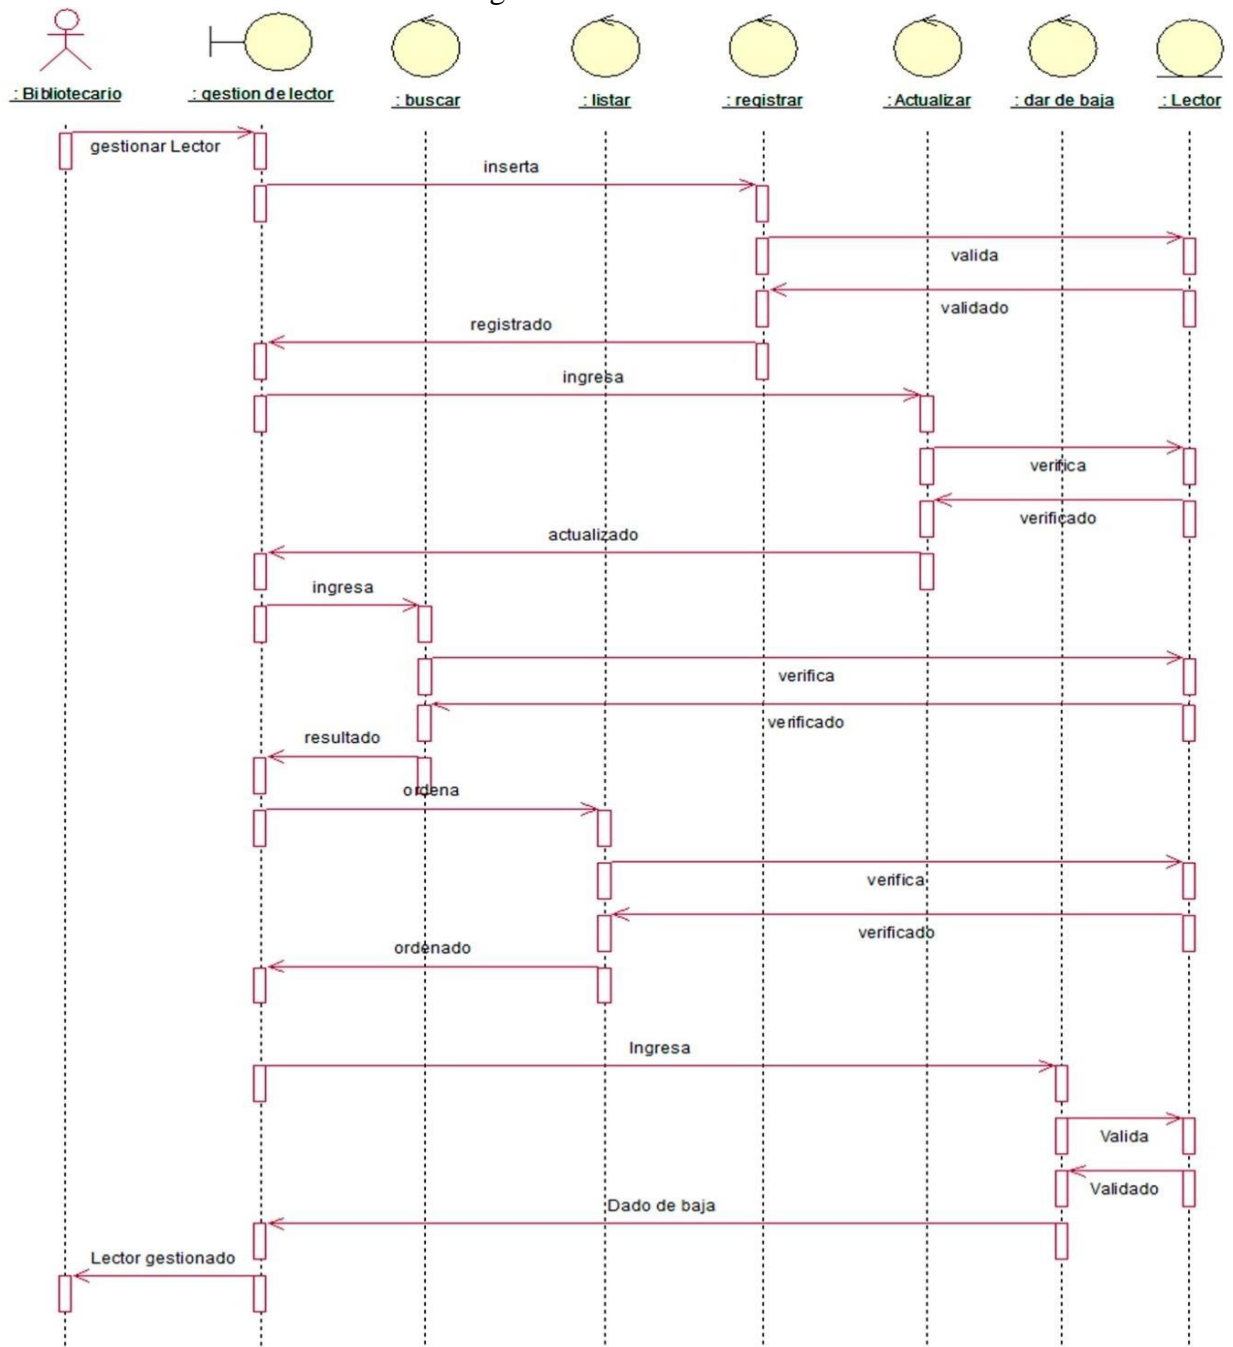 : Bibliotecario
: gestion de lector
: buscar
: listar
: registrar
: Actualizar
: dar de baja
: Lector
gestionar Lector
inserta
valida
validado
registrado
ingresa
verifica
verificado
actualizado
ingresa
verifica
verificado
resultado
ordena
verifica
verificado
ordenado
Ingresa
Valida
Validado
Dado de baja
Lector gestionado